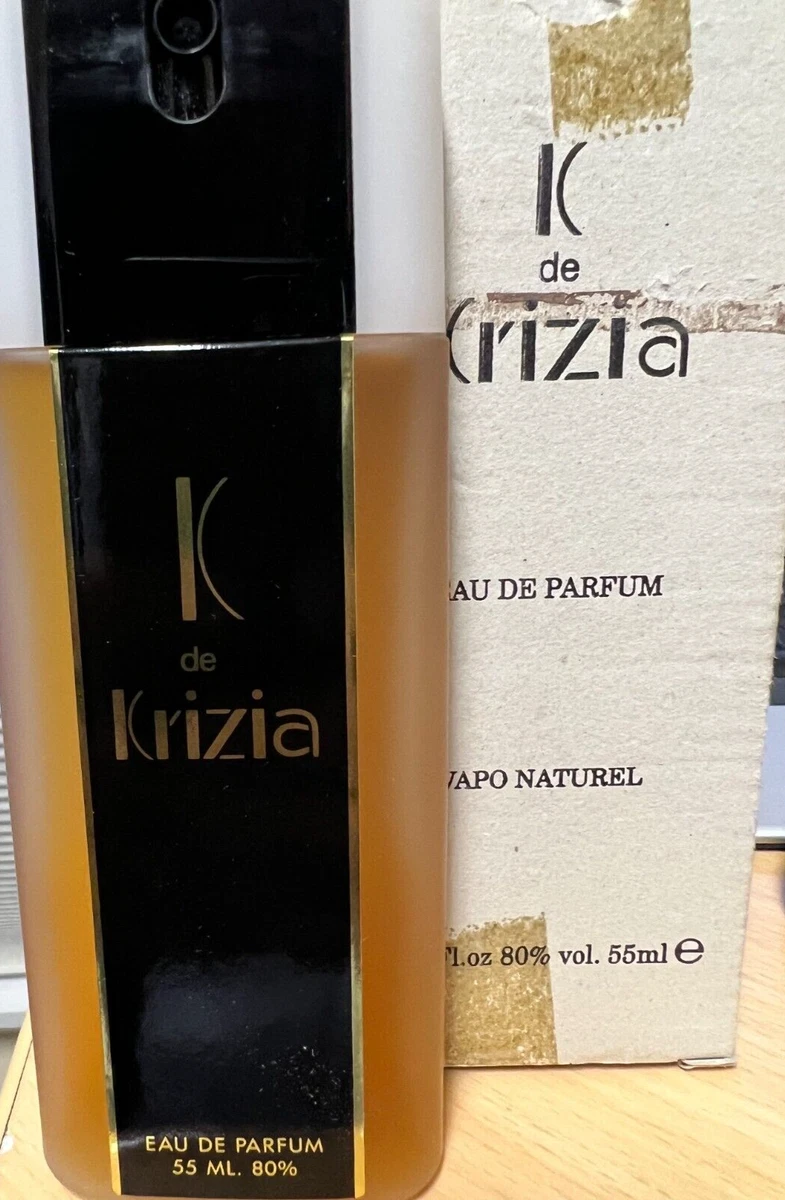 K
de
Krizia
EAU DE PARFUM
55 ML. 80%
K
de
Krizia
EAU DE PARFUM
VAPO NATUREL
Fl.oz 80% vol. 55ml ℮